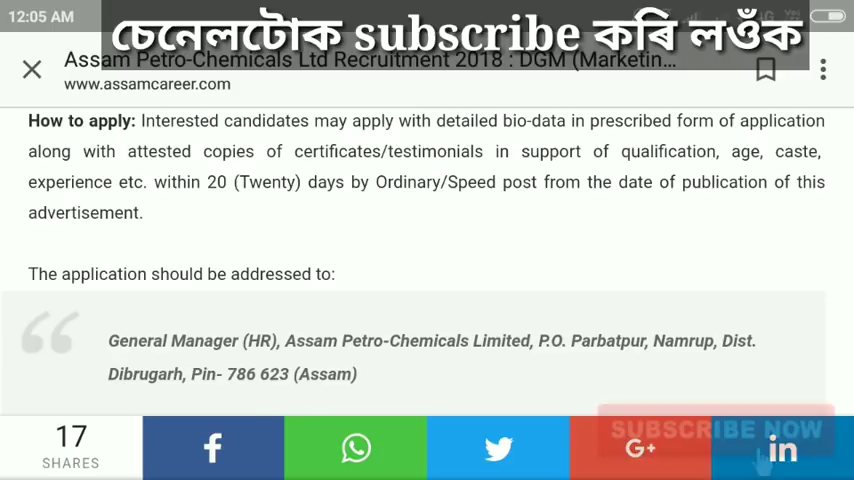 12:05 AM
চেনেলটোক subscribe কৰি লওঁক
Assam Petro-Chemicals Ltd Recruitment 2018 : DGM (Marketin...
www.assamcareer.com
How to apply: Interested candidates may apply with detailed bio-data in prescribed form of application
along with attested copies of certificates/testimonials in support of qualification, age, caste,
experience etc. within 20 (Twenty) days by Ordinary/Speed post from the date of publication of this
advertisement.
The application should be addressed to:
General Manager (HR), Assam Petro-Chemicals Limited, P.O. Parbatpur, Namrup, Dist.
Dibrugarh, Pin- 786 623 (Assam)
SUBSCRIBE NOW
17
SHARES
f
G+
in